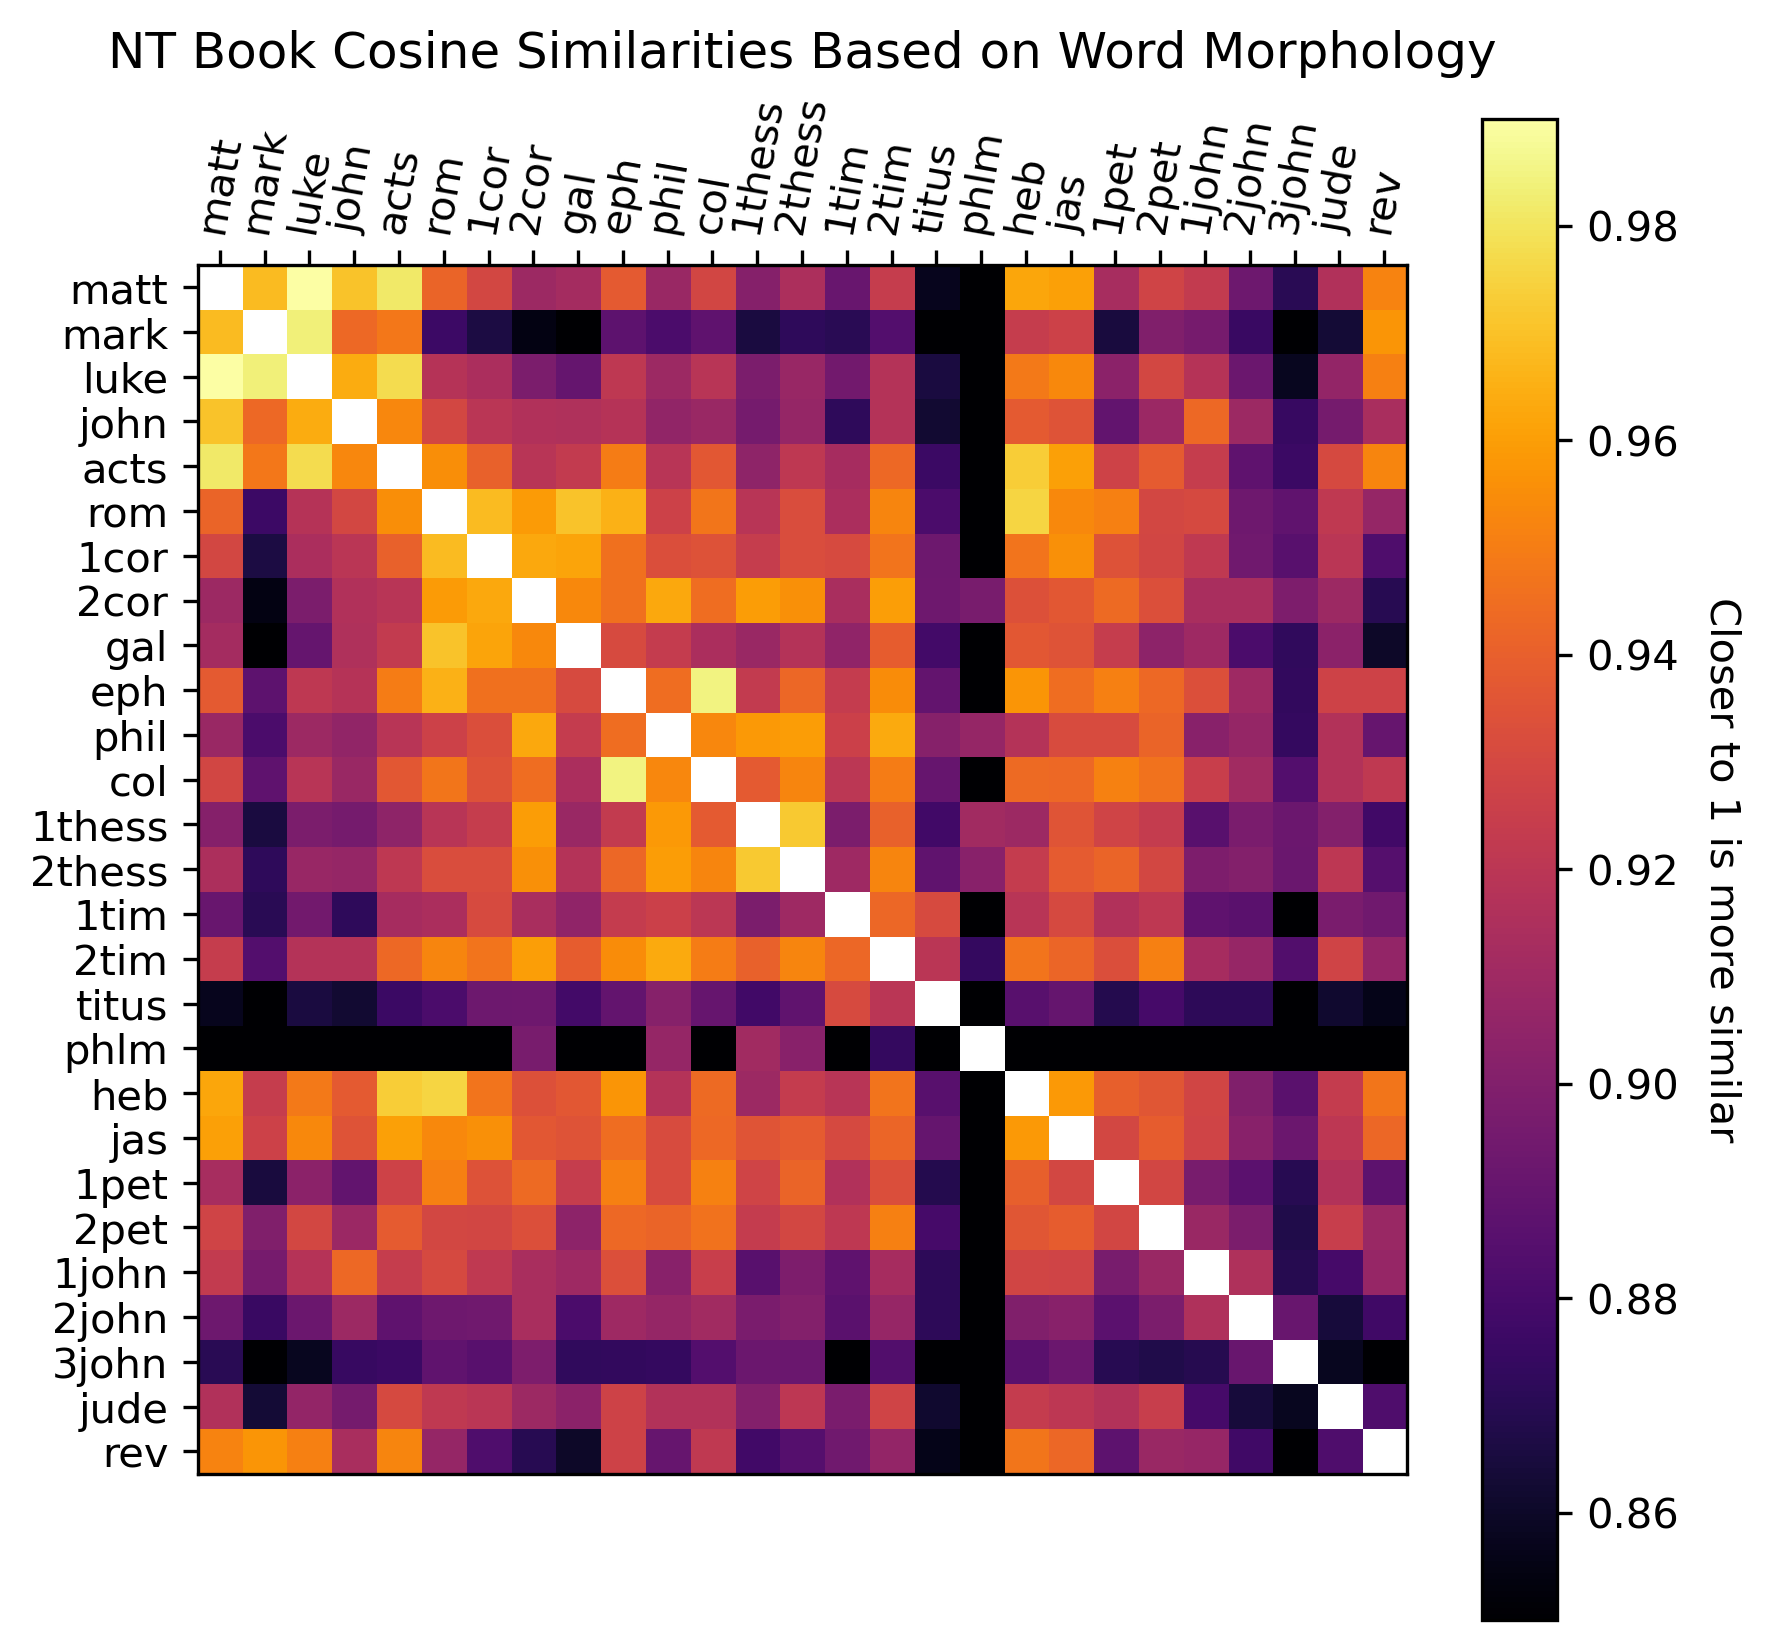 NT Book Cosine Similarities Based on Word Morphology
matt mark luke john acts rom 1cor 2cor gal eph phil col 1thess 2thess 1tim 2tim titus phlm heb jas 1pet 2pet 1john 2john 3john jude rev
matt
mark
luke
john
acts
rom
1cor
2cor
gal
eph
phil
col
1thess
2thess
1tim
2tim
titus
phlm
heb
jas
1pet
2pet
1john
2john
3john
jude
rev
0.98
0.96
0.94
0.92
0.90
0.88
0.86
Closer to 1 is more similar